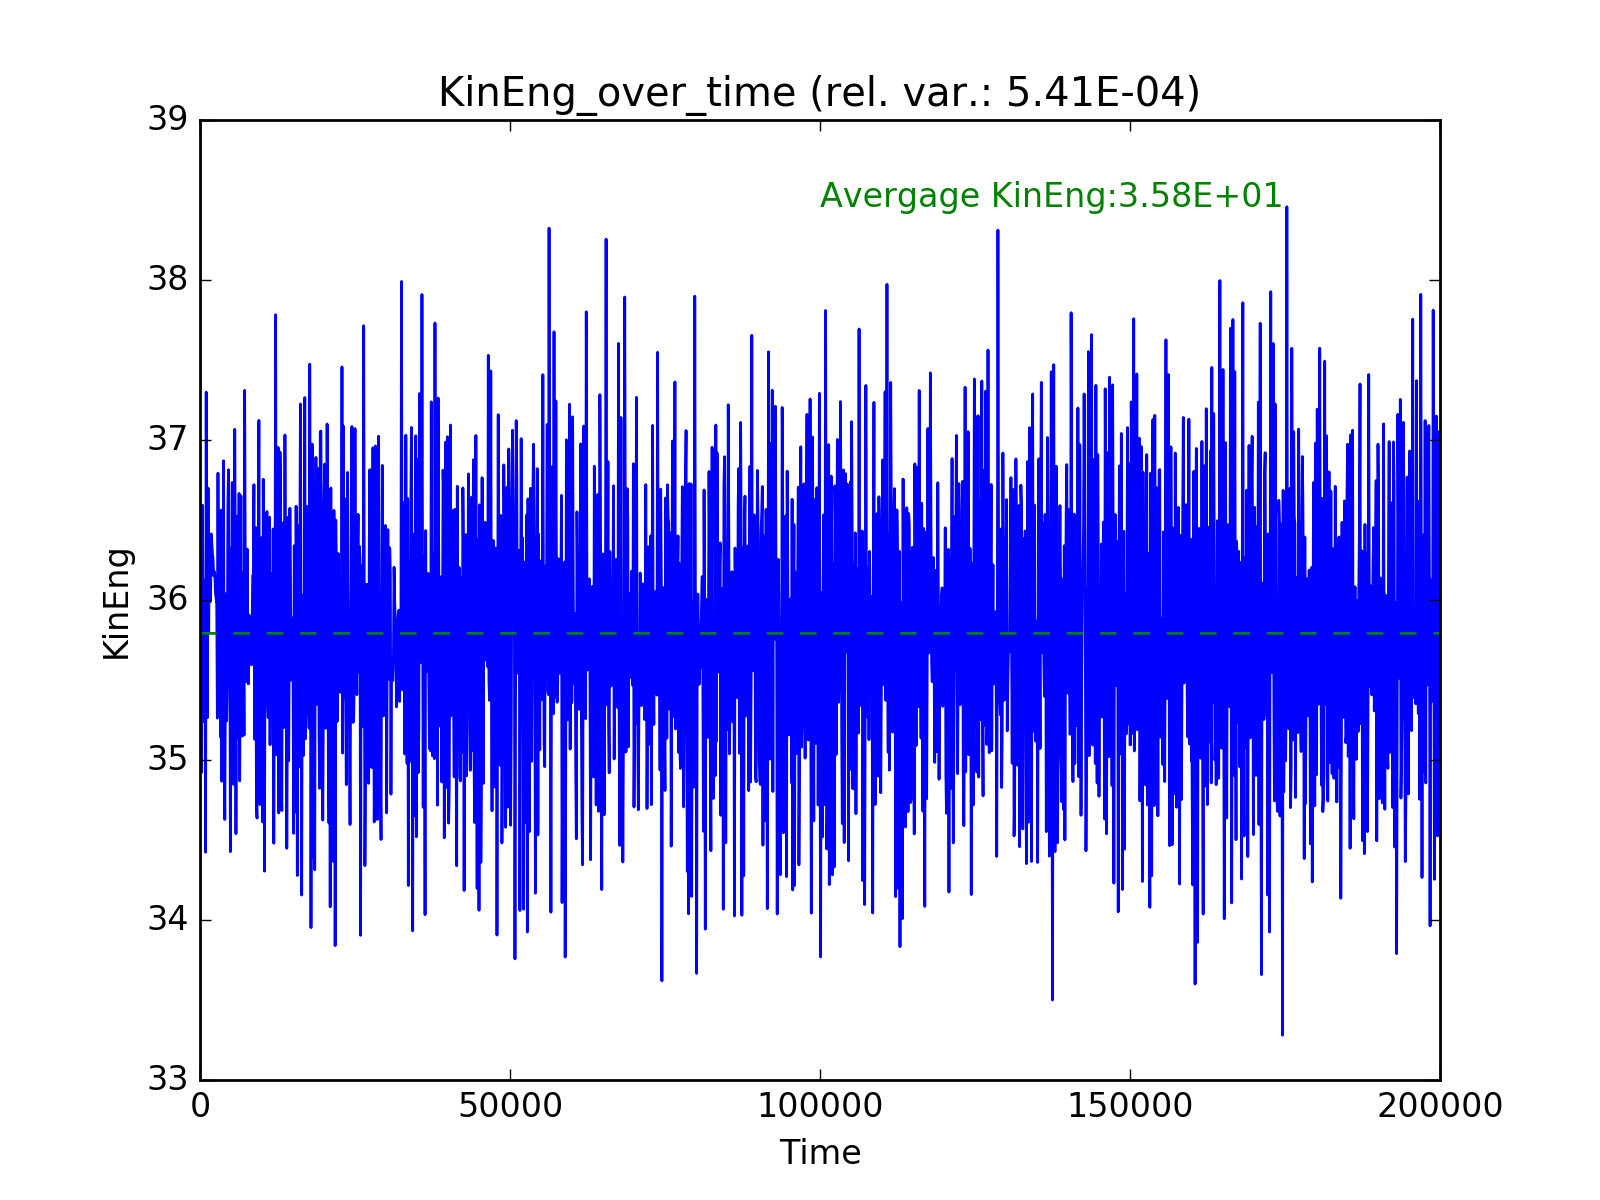 KinEng_over_time (rel. var.: 5.41E-04)
39
Avergage KinEng:3.58E+01
38
37
36
35
34
33
KinEng
0 50000 100000 150000 200000
Time